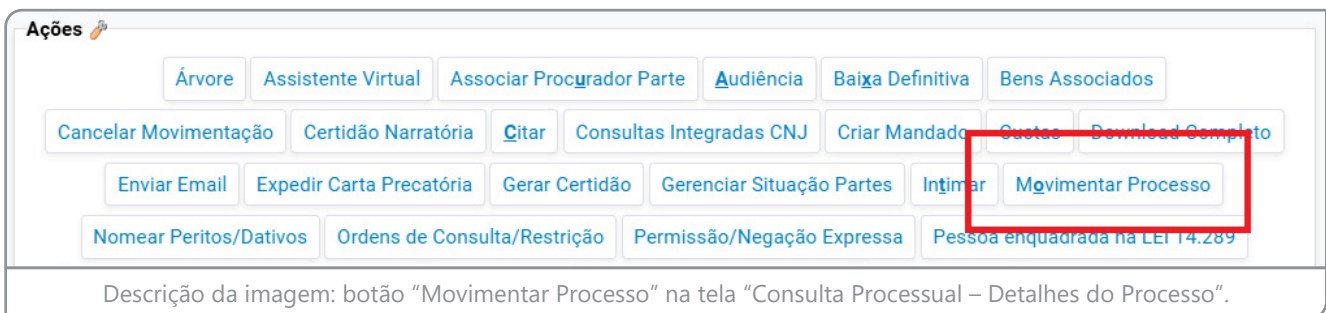 Ações
Árvore Assistente Virtual Associar Procurador Parte Audiência Baixa Definitiva Bens Associados
Cancelar Movimentação Certidão Narratória Citar Consultas Integradas CNJ Criar Mandado Custas Download Completo
Enviar Email Expedir Carta Precatória Gerar Certidão Gerenciar Situação Partes Intimar Movimentar Processo
Nomear Peritos/Dativos Ordens de Consulta/Restrição Permissão/Negação Expressa Pessoa enquadrada na LEI 14.289
Descrição da imagem: botão “Movimentar Processo” na tela “Consulta Processual – Detalhes do Processo”.